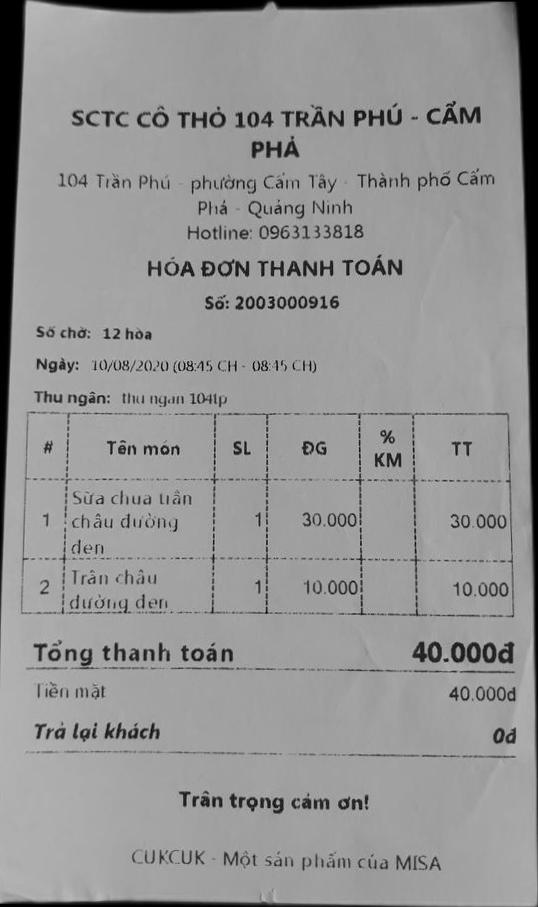 SCTC CÔ THỎ 104 TRẦN PHÚ - CẨM
PHẢ
104 Trần Phú - phường Cẩm Tây - Thành phố Cẩm
Phả - Quảng Ninh
Hotline: 0963133818
HÓA ĐƠN THANH TOÁN
Số: 2003000916
Số chờ: 12 hòa
Ngày: 10/08/2020 (08:45 CH - 08:45 CH)
Thu ngân: thu ngan 104tp
# Tên món SL ĐG % KM TT
1 Sữa chua trân châu đường đen 1 30.000 30.000
2 Trân châu đường đen 1 10.000 10.000
Tổng thanh toán 40.000đ
Tiền mặt 40.000đ
Trả lại khách 0đ
Trân trọng cảm ơn!
CUKCUK - Một sản phẩm của MISA